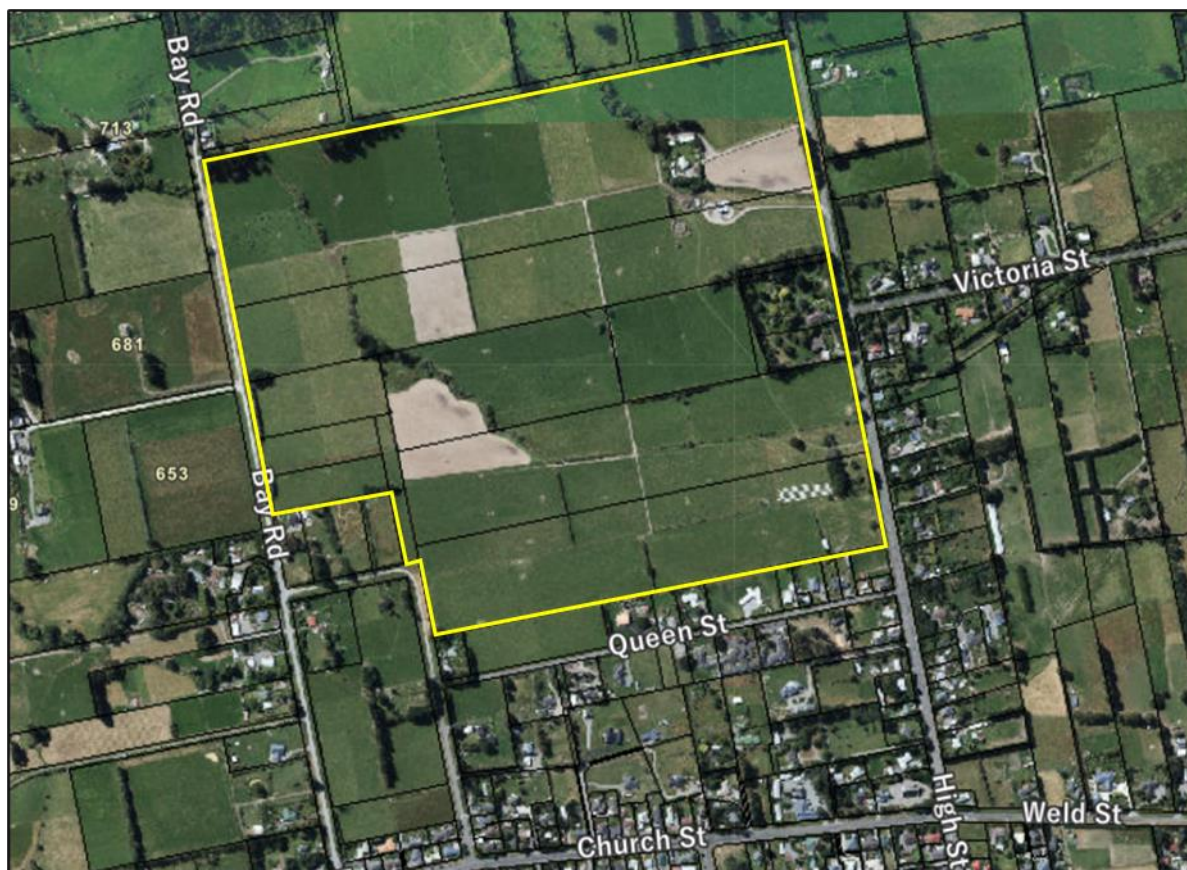 Bay Rd
713
Victoria St
681
653
9
Bay Rd
Queen St
High St
Weld St
Church St